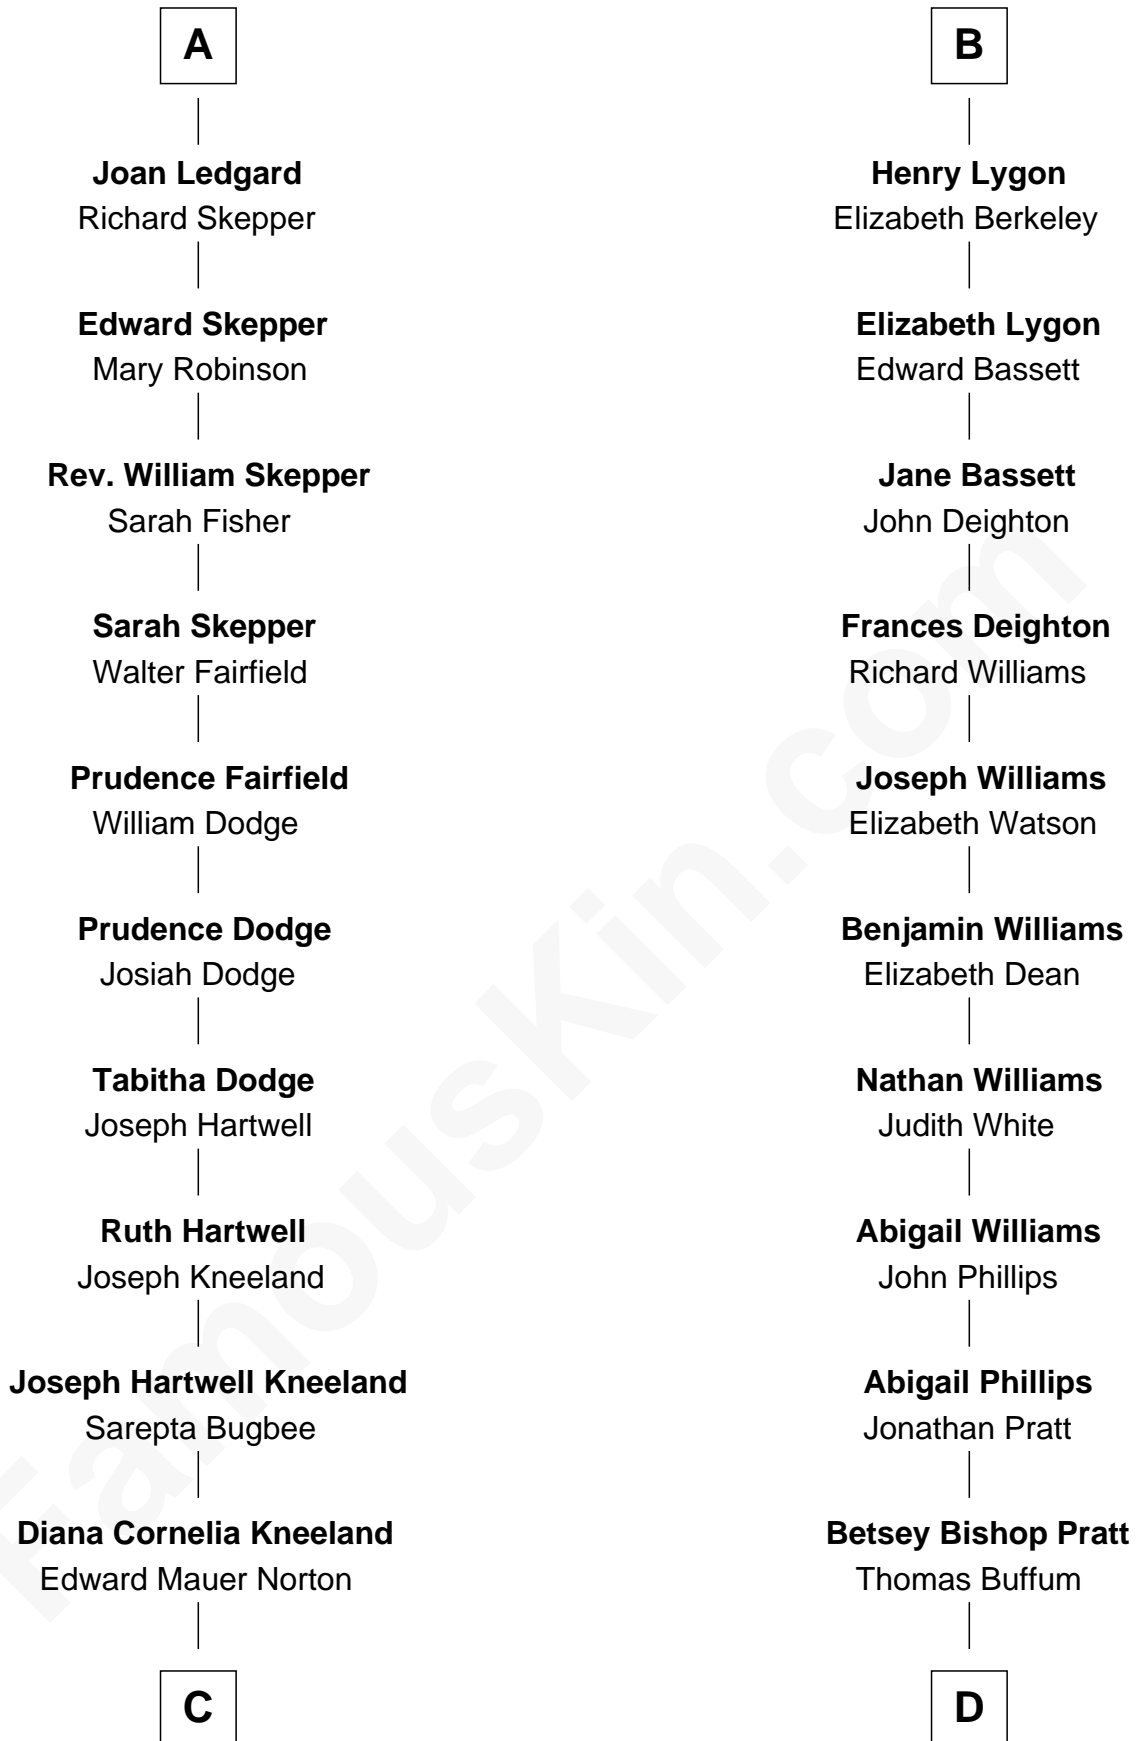 A
Joan Ledgard
Richard Skepper
Edward Skepper
Mary Robinson
Rev. William Skepper
Sarah Fisher
Sarah Skepper
Walter Fairfield
Prudence Fairfield
William Dodge
Prudence Dodge
Josiah Dodge
Tabitha Dodge
Joseph Hartwell
Ruth Hartwell
Joseph Kneeland
Joseph Hartwell Kneeland
Sarepta Bugbee
Diana Cornelia Kneeland
Edward Mauer Norton
C
B
Henry Lygon
Elizabeth Berkeley
Elizabeth Lygon
Edward Bassett
Jane Bassett
John Deighton
Frances Deighton
Richard Williams
Joseph Williams
Elizabeth Watson
Benjamin Williams
Elizabeth Dean
Nathan Williams
Judith White
Abigail Williams
John Phillips
Abigail Phillips
Jonathan Pratt
Betsey Bishop Pratt
Thomas Buffum
D
FamousKin.com